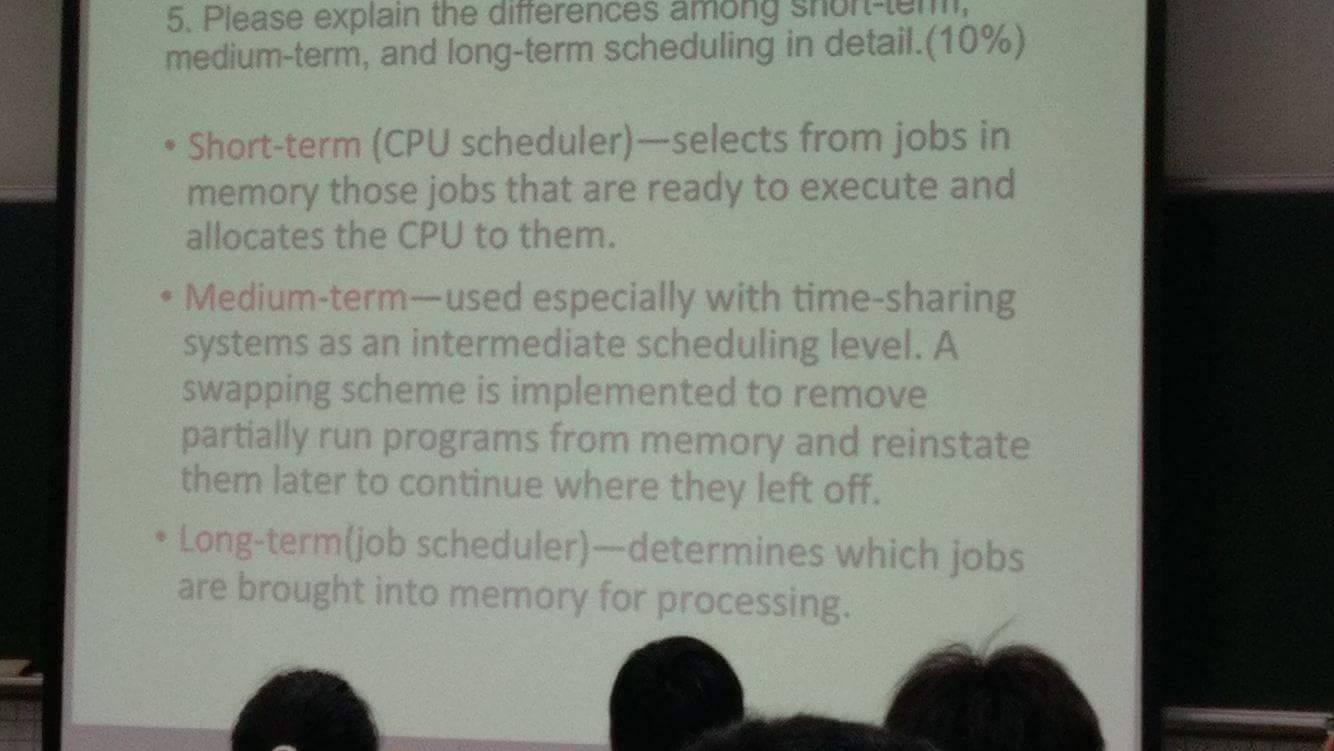 5. Please explain the differences among short-term,
medium-term, and long-term scheduling in detail.(10%)
• Short-term (CPU scheduler)—selects from jobs in
memory those jobs that are ready to execute and
allocates the CPU to them.
• Medium-term—used especially with time-sharing
systems as an intermediate scheduling level. A
swapping scheme is implemented to remove
partially run programs from memory and reinstate
them later to continue where they left off.
• Long-term(job scheduler)—determines which jobs
are brought into memory for processing.